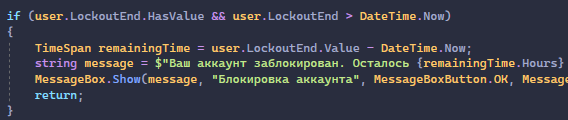 if (user.LockoutEnd.HasValue && user.LockoutEnd > DateTime.Now)
{
TimeSpan remainingTime = user.LockoutEnd.Value - DateTime.Now;
string message = $"Ваш аккаунт заблокирован. Осталось {remainingTime.Hours}
MessageBox.Show(message, "Блокировка аккаунта", MessageBoxButton.OK, Messag
return;
}